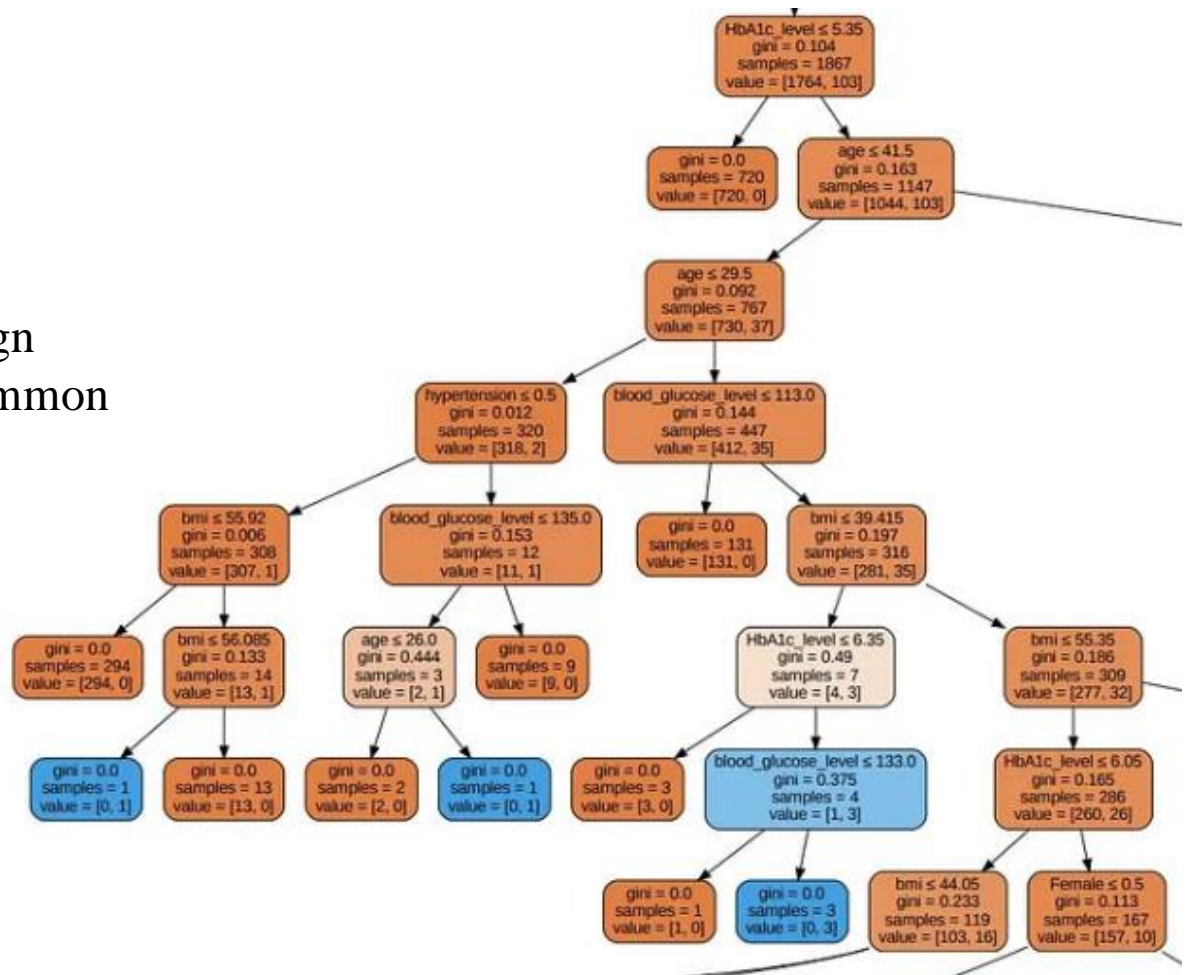 HbA1c_level ≤ 5.35
gini = 0.104
samples = 1867
value = [1764, 103]
gini = 0.0
samples = 720
value = [720, 0]
age ≤ 41.5
gini = 0.163
samples = 1147
value = [1044, 103]
age ≤ 29.5
gini = 0.092
samples = 767
value = [730, 37]
gn
mmon
hypertension ≤ 0.5
gini = 0.012
samples = 320
value = [318, 2]
blood_glucose_level ≤ 113.0
gini = 0.144
samples = 447
value = [412, 35]
bmi ≤ 55.92
gini = 0.006
samples = 308
value = [307, 1]
blood_glucose_level ≤ 135.0
gini = 0.153
samples = 12
value = [11, 1]
gini = 0.0
samples = 131
value = [131, 0]
bmi ≤ 39.415
gini = 0.197
samples = 316
value = [281, 35]
gini = 0.0
samples = 294
value = [294, 0]
bmi ≤ 56.085
gini = 0.133
samples = 14
value = [13, 1]
age ≤ 26.0
gini = 0.444
samples = 3
value = [2, 1]
gini = 0.0
samples = 9
value = [9, 0]
HbA1c_level ≤ 6.35
gini = 0.49
samples = 7
value = [4, 3]
bmi ≤ 55.35
gini = 0.186
samples = 309
value = [277, 32]
gini = 0.0
samples = 1
value = [0, 1]
gini = 0.0
samples = 13
value = [13, 0]
gini = 0.0
samples = 2
value = [2, 0]
gini = 0.0
samples = 1
value = [0, 1]
gini = 0.0
samples = 3
value = [3, 0]
blood_glucose_level ≤ 133.0
gini = 0.375
samples = 4
value = [1, 3]
HbA1c_level ≤ 6.05
gini = 0.165
samples = 286
value = [260, 26]
gini = 0.0
samples = 1
value = [1, 0]
gini = 0.0
samples = 3
value = [0, 3]
bmi ≤ 44.05
gini = 0.233
samples = 119
value = [103, 16]
Female ≤ 0.5
gini = 0.113
samples = 167
value = [157, 10]